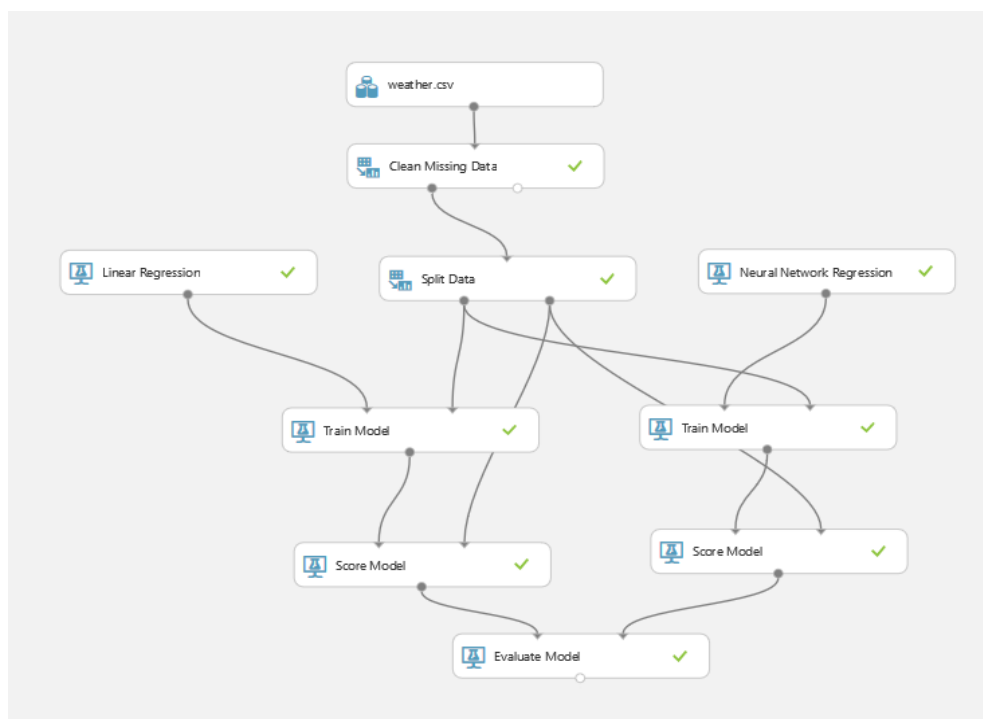 weather.csv
Clean Missing Data
Linear Regression
Split Data
Neural Network Regression
Train Model
Train Model
Score Model
Score Model
Evaluate Model